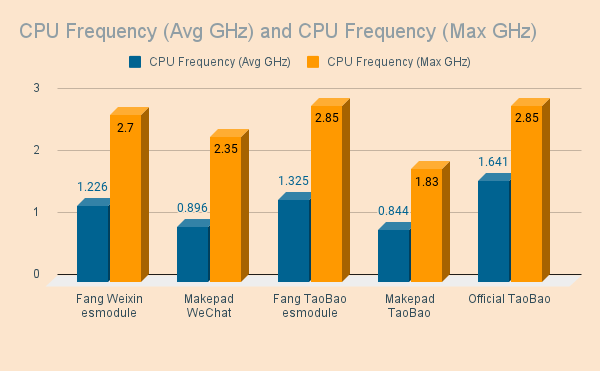 CPU Frequency (Avg GHz) and CPU Frequency (Max GHz)
CPU Frequency (Avg GHz) CPU Frequency (Max GHz)
3
2
1
0
1.226 2.7 0.896 2.35 1.325 2.85 0.844 1.83 1.641 2.85
Fang Weixin Makepad Fang TaoBao Makepad Official TaoBao
esmodule WeChat esmodule TaoBao